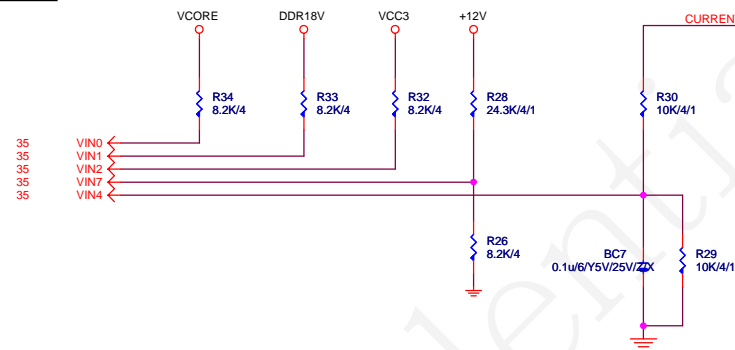 VCORE DDR18V VCC3 +12V
CURREN
R34
8.2K/4
R33
8.2K/4
R32
8.2K/4
R28
24.3K/4/1
R30
10K/4/1
35 VIN0
35 VIN1
35 VIN2
35 VIN7
35 VIN4
R26
8.2K/4
BC7
0.1u/6/Y5V/25V/Z/X
R29
10K/4/1
enti